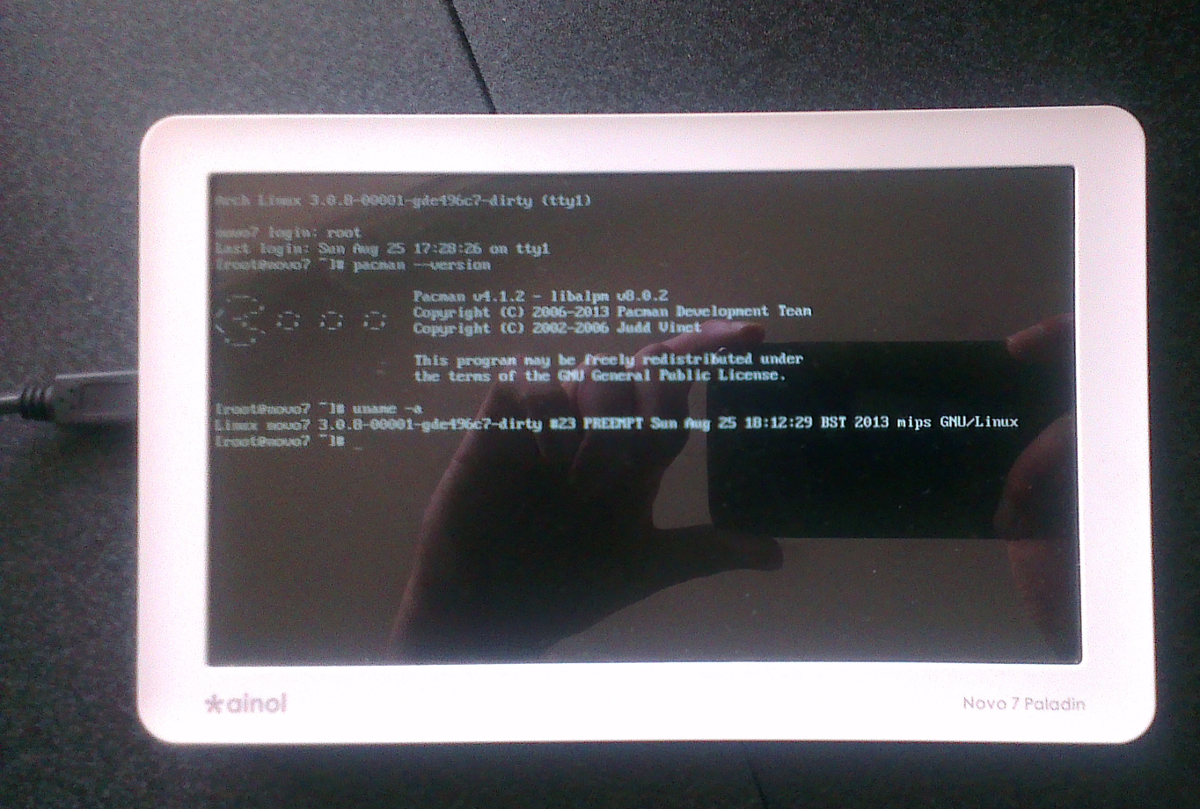 Arch Linux 3.0.8-00001-gde496c7-dirty (tty1)
novo7 login: root
Last login: Sun Aug 25 17:28:26 on tty1
[root@novo7 ~]# pacman --version
Pacman v4.1.2 - libalpm v8.0.2
Copyright (C) 2006-2013 Pacman Development Team
Copyright (C) 2002-2006 Judd Vinet
This program may be freely redistributed under
the terms of the GNU General Public License.
[root@novo7 ~]# uname -a
Linux novo7 3.0.8-00001-gde496c7-dirty #23 PREEMPT Sun Aug 25 18:12:29 BST 2013 mips GNU/Linux
[root@novo7 ~]# _
ainol
Novo 7 Paladin